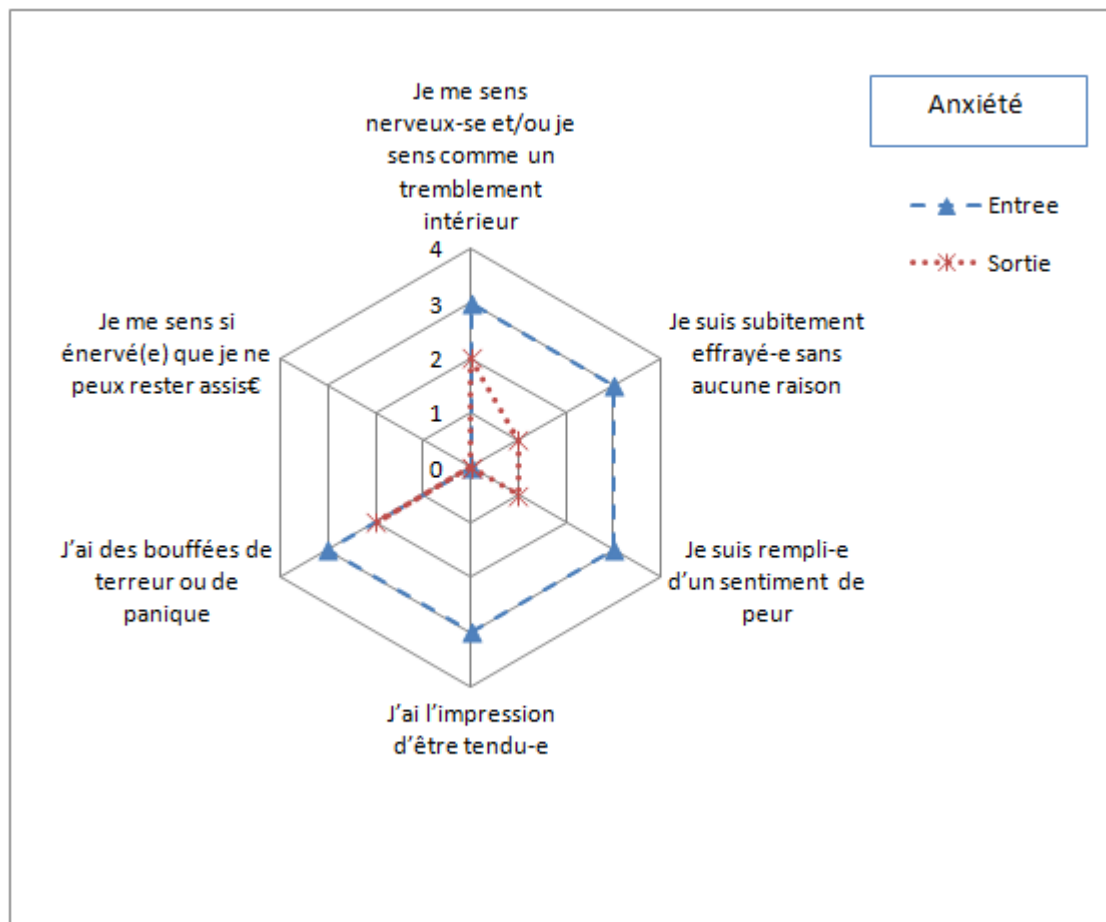 Je me sens
nerveux-se et/ou je
sens comme un
tremblement
intérieur
Anxiété
Entree
Sortie
4
3
2
1
0
Je me sens si
énervé(e) que je ne
peux rester assis€
Je suis subitement
effrayé-e sans
aucune raison
J'ai des bouffées de
terreur ou de
panique
Je suis rempli-e
d'un sentiment de
peur
J'ai l'impression
d'être tendu-e